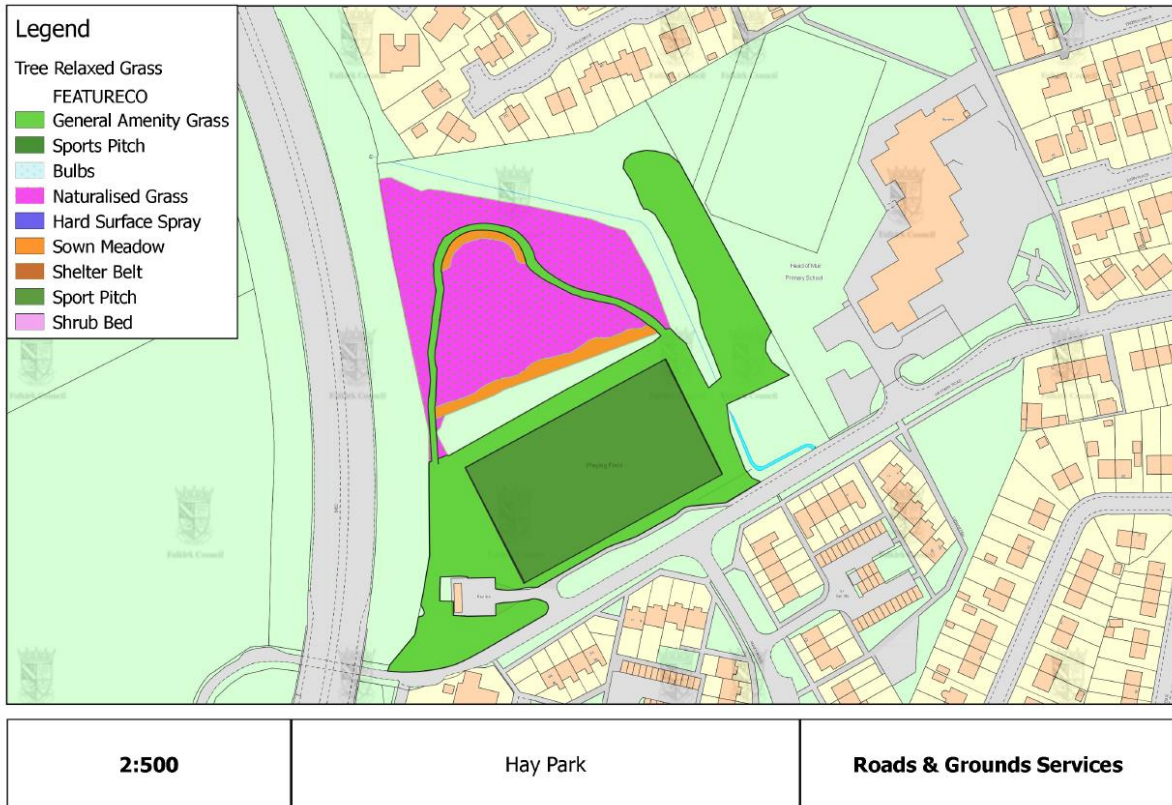 Legend
Tree Relaxed Grass
FEATURECO
General Amenity Grass
Sports Pitch
Bulbs
Naturalised Grass
Hard Surface Spray
Sown Meadow
Shelter Belt
Sport Pitch
Shrub Bed
Falkirk Council
Head of Muir
Primary School
Playing Field
2:500
Hay Park
Roads & Grounds Services